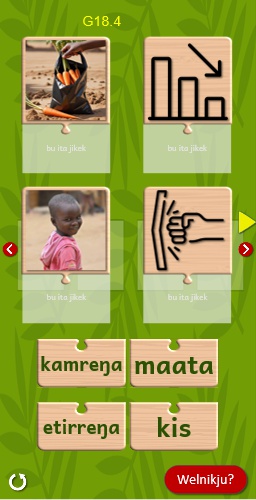 G18.4
bu ita jikek
bu ita jikek
bu ita jikek
bu ita jikek
kamreŋa
maata
etirreŋa
kis
Welnikju?